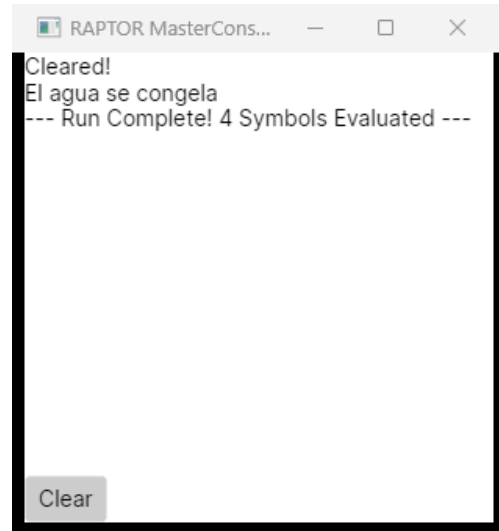 RAPTOR MasterCons...
Cleared!
El agua se congela
--- Run Complete! 4 Symbols Evaluated ---
Clear